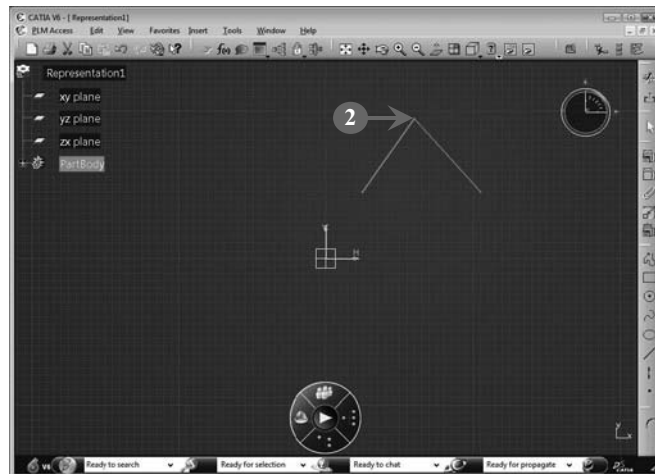 CATIA V6 - [ Representation1]
PLM Access Edit View Favorites Insert Tools Window Help
Representation1
xy plane
yz plane
zx plane
PartBody
2
V
H
y
x
V6 Ready to search Ready for selection Ready to chat Ready for propagate